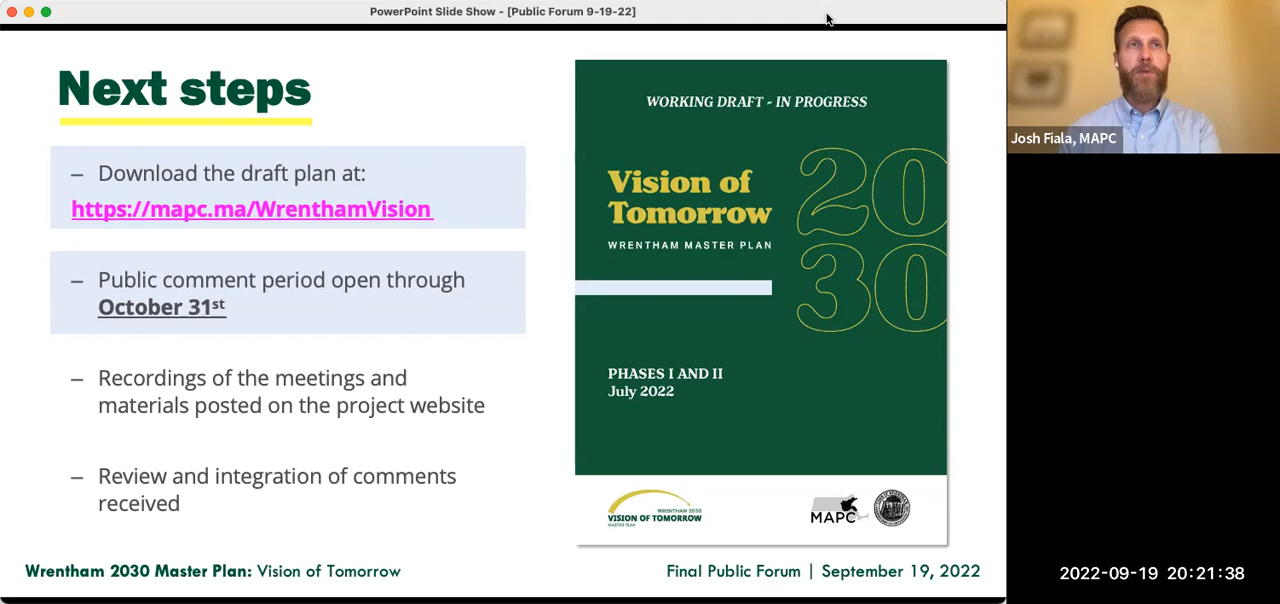 PowerPoint Slide Show - [Public Forum 9-19-22]
Next steps
– Download the draft plan at:
https://mapc.ma/WrenthamVision
– Public comment period open through
October 31st
– Recordings of the meetings and
materials posted on the project website
– Review and integration of comments
received
WORKING DRAFT - IN PROGRESS
Vision of
Tomorrow
WRENTHAM MASTER PLAN
20
30
PHASES I AND II
July 2022
WRENTHAM 2030
VISION OF TOMORROW
MASTER PLAN
MAPC
Wrentham 2030 Master Plan: Vision of Tomorrow
Final Public Forum | September 19, 2022
Josh Fiala, MAPC
2022-09-19 20:21:38